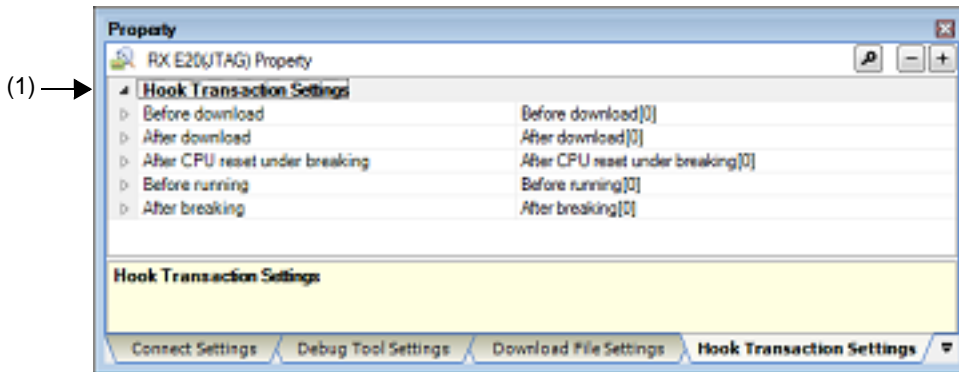 Property
RX E20(JTAG) Property
(1)
Hook Transaction Settings
Before download Before download[0]
After download After download[0]
After CPU reset under breaking After CPU reset under breaking[0]
Before running Before running[0]
After breaking After breaking[0]
Hook Transaction Settings
Connect Settings Debug Tool Settings Download File Settings Hook Transaction Settings